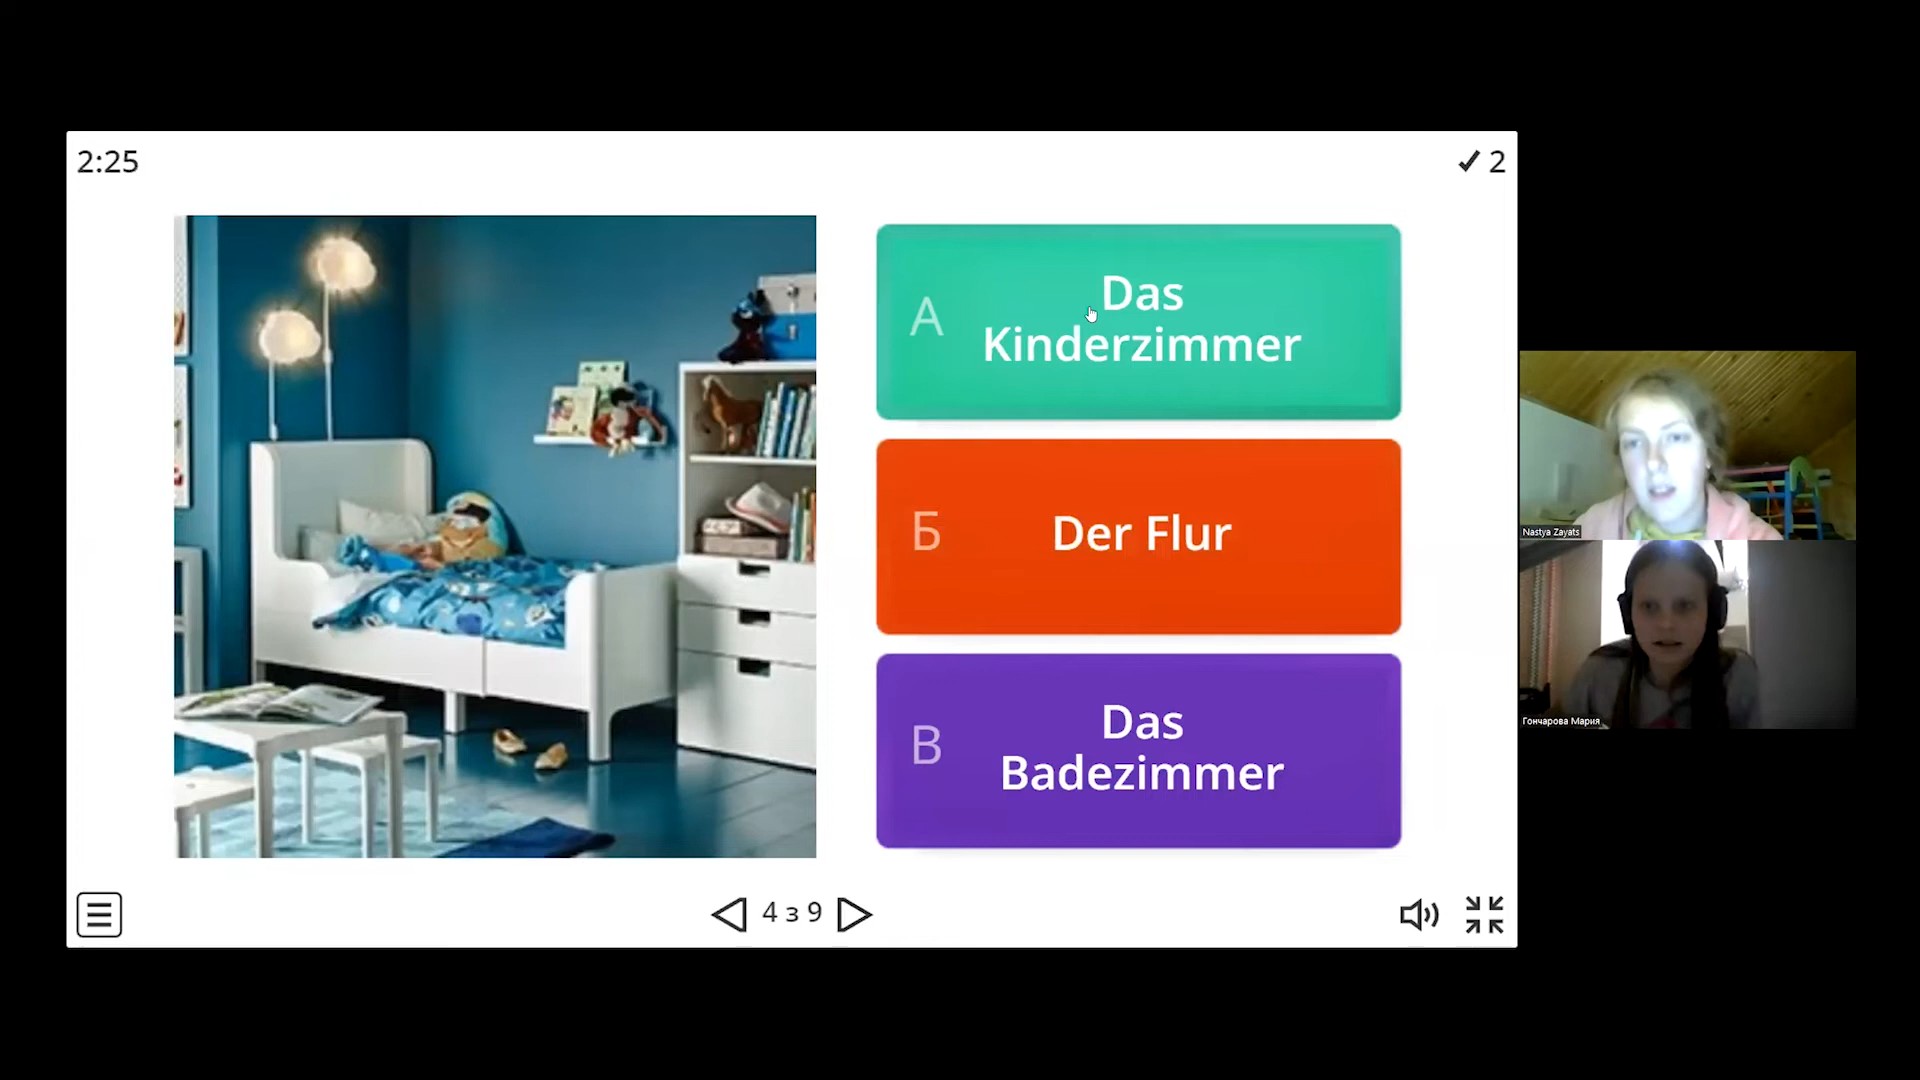 2:25
✓ 2
А
Das
Kinderzimmer
Б
Der Flur
В
Das
Badezimmer
4 з 9
Nastya Zayats
Гончарова Мария